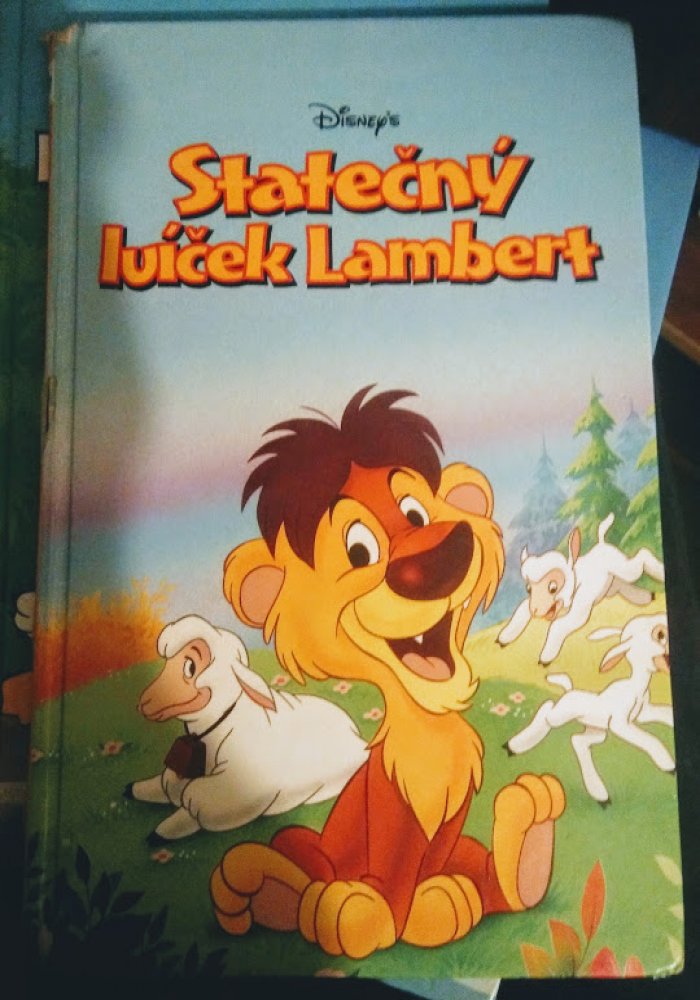 Disney's
Statečný
lvíček Lambert